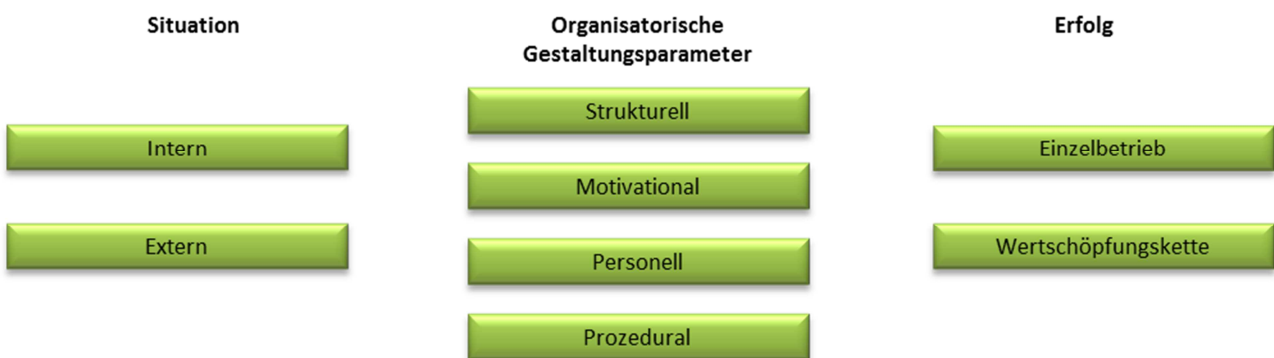 Situation
Intern
Extern
Organisatorische
Gestaltungsparameter
Strukturell
Motivational
Personell
Prozedural
Erfolg
Einzelbetrieb
Wertschöpfungskette